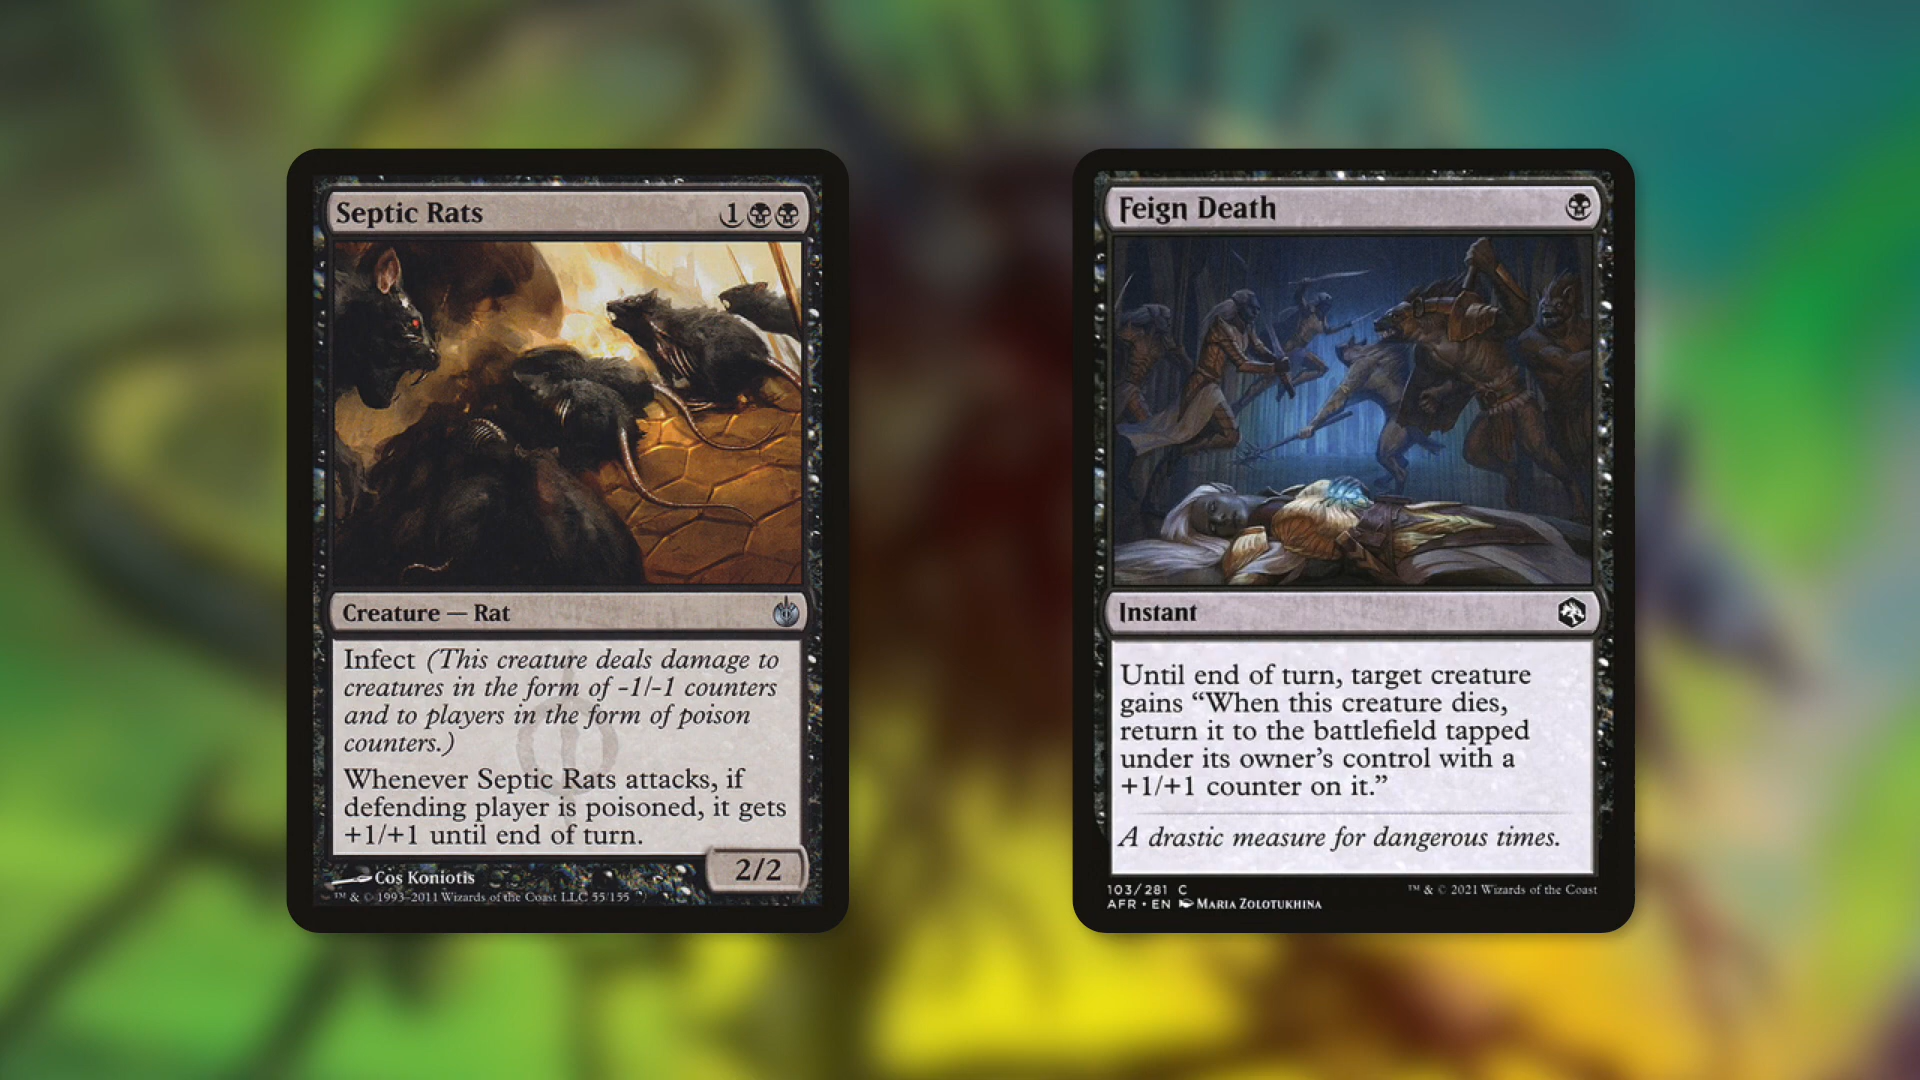 Septic Rats 1
Creature — Rat
Infect (This creature deals damage to
creatures in the form of -1/-1 counters
and to players in the form of poison
counters.)
Whenever Septic Rats attacks, if
defending player is poisoned, it gets
+1/+1 until end of turn.
2/2
Cos Koniotis
™ & © 1993–2011 Wizards of the Coast LLC 55/155
Feign Death
Instant
Until end of turn, target creature
gains “When this creature dies,
return it to the battlefield tapped
under its owner’s control with a
+1/+1 counter on it.”
A drastic measure for dangerous times.
103/281 C
™ & © 2021 Wizards of the Coast
AFR • EN Maria Zolotukhina